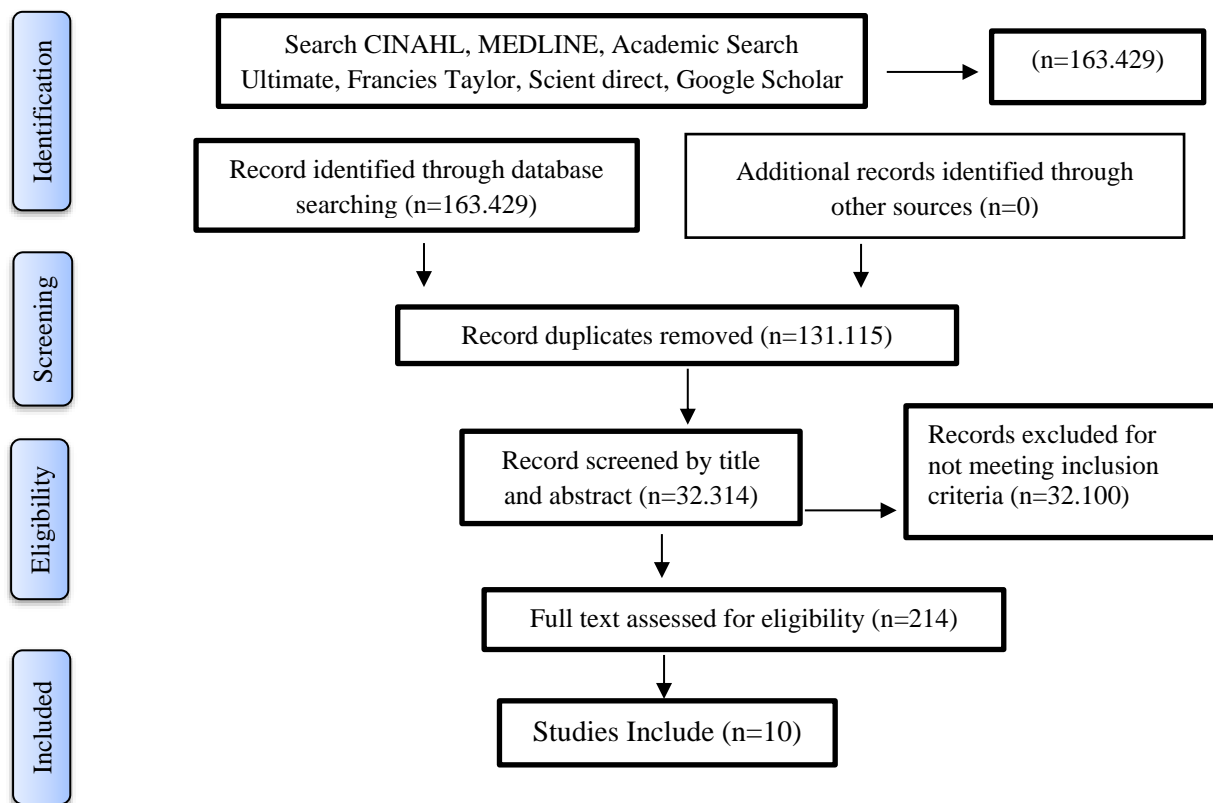 Identification
Search CINAHL, MEDLINE, Academic Search
Ultimate, Francies Taylor, Scient direct, Google Scholar
(n=163.429)
Record identified through database
searching (n=163.429)
Additional records identified through
other sources (n=0)
Screening
Record duplicates removed (n=131.115)
Eligibility
Record screened by title
and abstract (n=32.314)
Records excluded for
not meeting inclusion
criteria (n=32.100)
Full text assessed for eligibility (n=214)
Included
Studies Include (n=10)